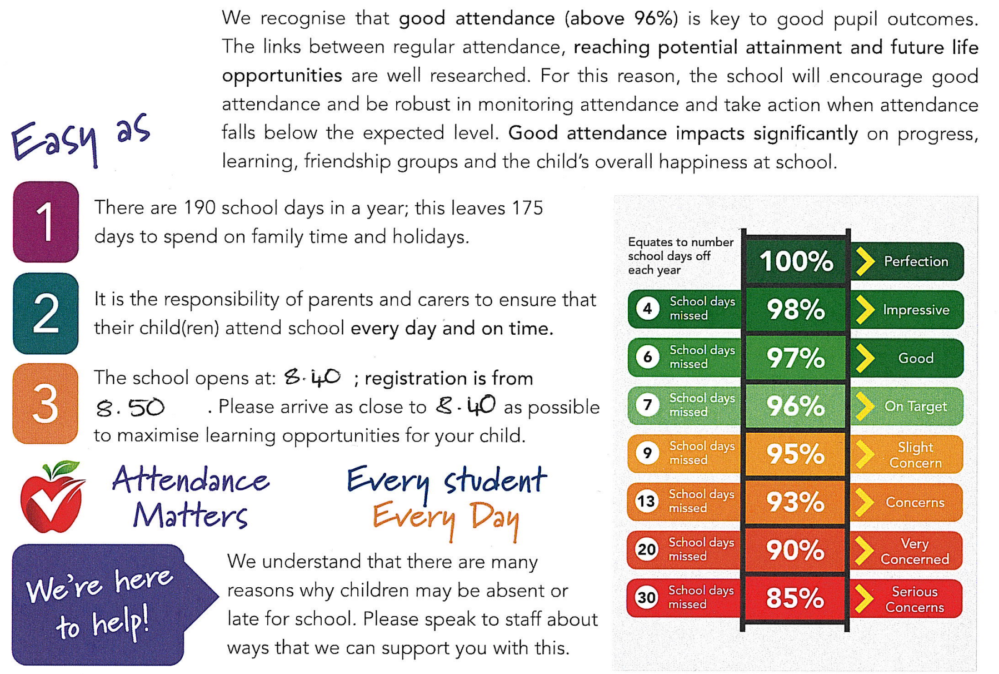 We recognise that good attendance (above 96%) is key to good pupil outcomes.
The links between regular attendance, reaching potential attainment and future life
opportunities are well researched. For this reason, the school will encourage good
attendance and be robust in monitoring attendance and take action when attendance
falls below the expected level. Good attendance impacts significantly on progress,
learning, friendship groups and the child's overall happiness at school.
Easy as
1
There are 190 school days in a year; this leaves 175
days to spend on family time and holidays.
2
It is the responsibility of parents and carers to ensure that
their child(ren) attend school every day and on time.
3
The school opens at: 8.40 ; registration is from
8.50 . Please arrive as close to 8.40 as possible
to maximise learning opportunities for your child.
Attendance
Matters
Every student
Every Day
We're here
to help!
We understand that there are many
reasons why children may be absent or
late for school. Please speak to staff about
ways that we can support you with this.
Equates to number
school days off
each year
100%
Perfection
4
School days
missed
98%
Impressive
6
School days
missed
97%
Good
7
School days
missed
96%
On Target
9
School days
missed
95%
Slight
Concern
13
School days
missed
93%
Concerns
20
School days
missed
90%
Very
Concerned
30
School days
missed
85%
Serious
Concerns